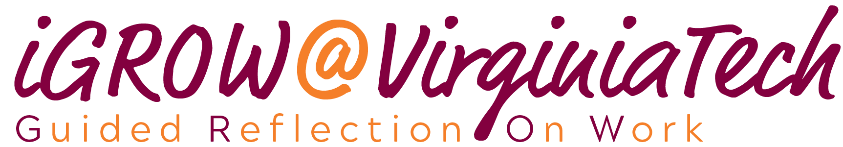 iGROW@VirginiaTech
Guided Reflection On Work